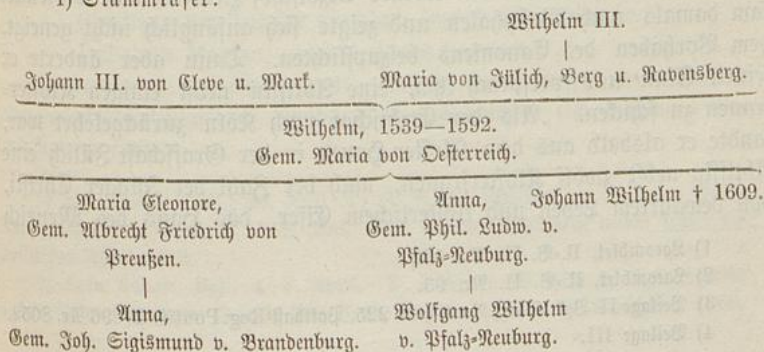 1) Stammtafel:
Wilhelm III.
Johann III. von Cleve u. Mark. Maria von Jülich, Berg u. Ravensberg.
Wilhelm, 1539—1592.
Gem. Maria von Oesterreich.
Maria Eleonore, Anna, Johann Wilhelm † 1609.
Gem. Albrecht Friedrich von Gem. Phil. Ludw. v.
Preußen. Pfalz-Neuburg.
Anna, Wolfgang Wilhelm
Gem. Joh. Sigismund v. Brandenburg. v. Pfalz-Neuburg.